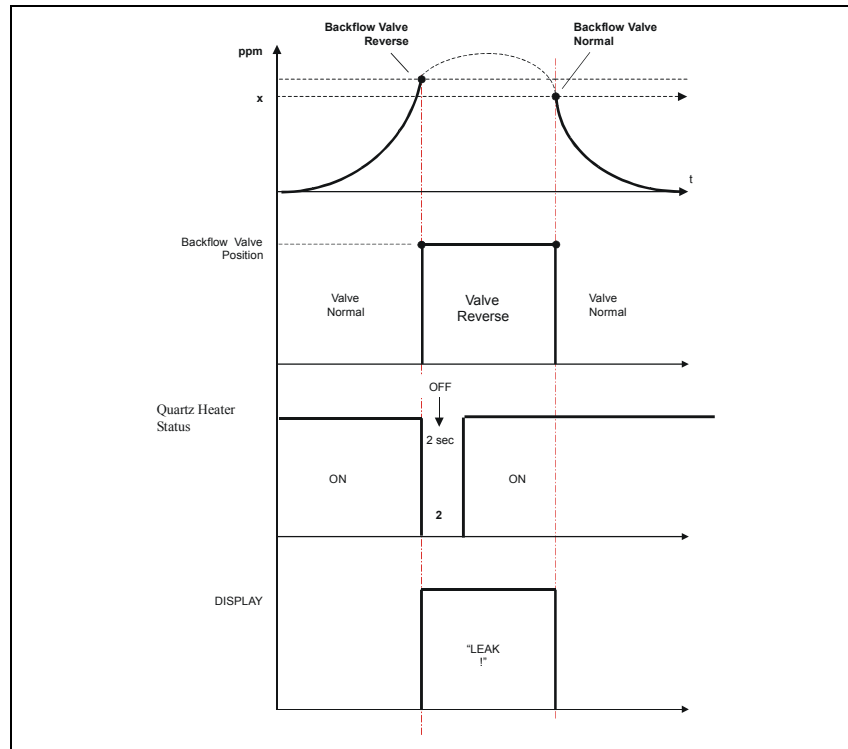 Backflow Valve
Reverse
Backflow Valve
Normal
ppm
x
t
Backflow Valve
Position
Valve
Normal
Valve
Reverse
Valve
Normal
OFF
Quartz Heater
Status
2 sec
ON
ON
2
DISPLAY
“LEAK
!”